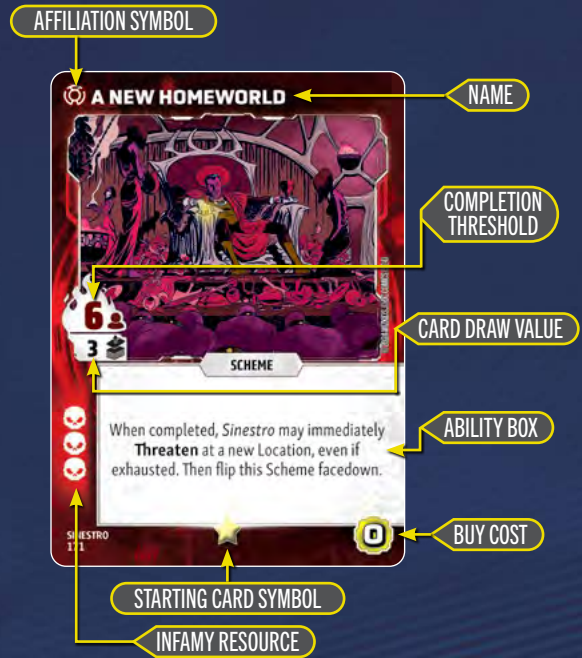 AFFILIATION SYMBOL
A NEW HOMEWORLD
NAME
COMPLETION
THRESHOLD
6
3
CARD DRAW VALUE
SCHEME
When completed, Sinestro may immediately
Threaten at a new Location, even if
exhausted. Then flip this Scheme facedown.
ABILITY BOX
SINESTRO
171
0
BUY COST
STARTING CARD SYMBOL
INFAMY RESOURCE